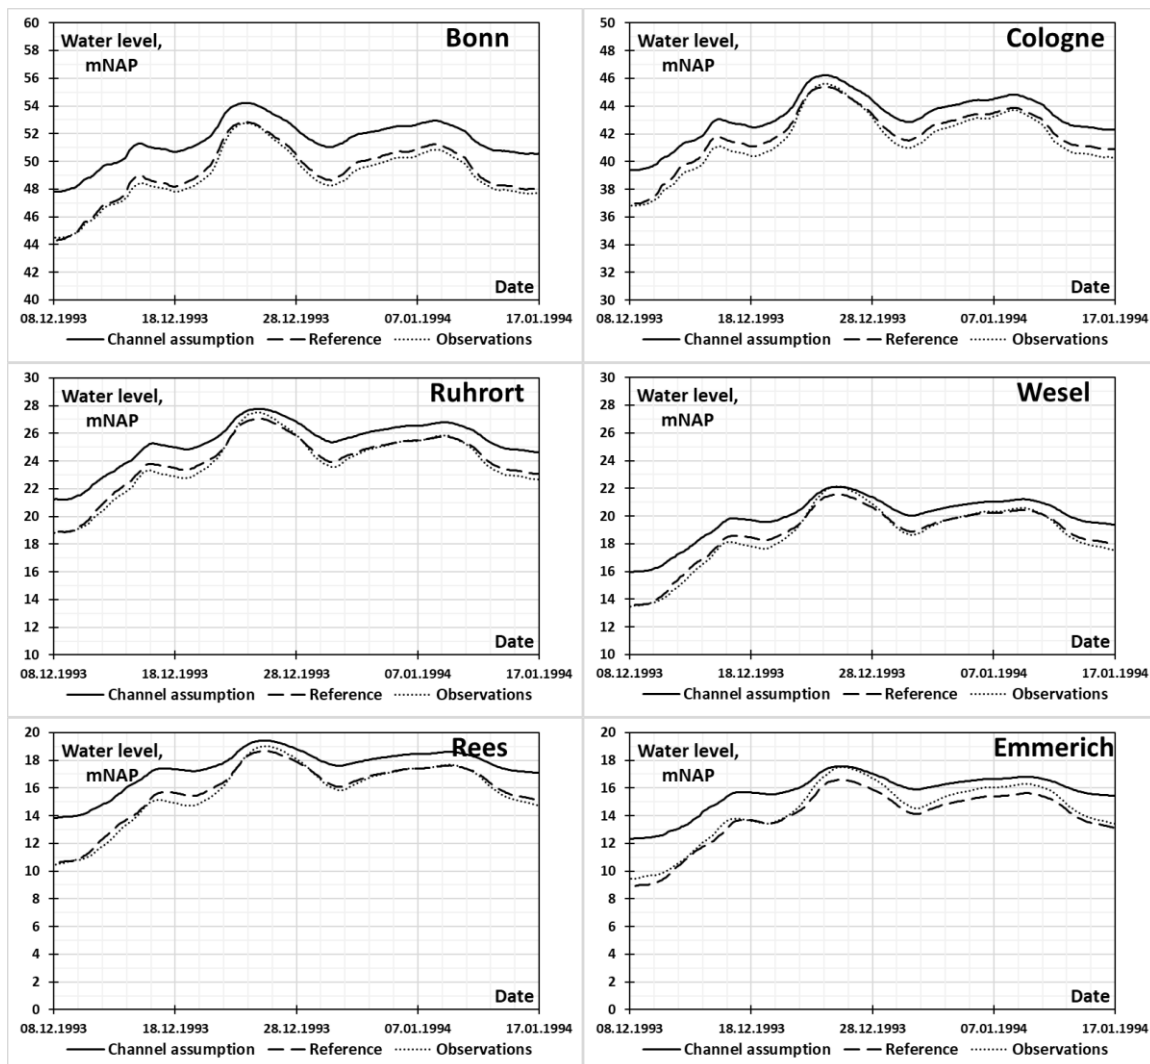 Bonn
Water level,
mNAP
60
58
56
54
52
50
48
46
44
42
40
Date
08.12.1993 18.12.1993 28.12.1993 07.01.1994 17.01.1994
Channel assumption Reference Observations
Cologne
Water level,
mNAP
50
48
46
44
42
40
38
36
34
32
30
Date
08.12.1993 18.12.1993 28.12.1993 07.01.1994 17.01.1994
Channel assumption Reference Observations
Ruhrort
Water level,
mNAP
30
28
26
24
22
20
18
16
14
12
10
Date
08.12.1993 18.12.1993 28.12.1993 07.01.1994 17.01.1994
Channel assumption Reference Observations
Wesel
Water level,
mNAP
30
28
26
24
22
20
18
16
14
12
10
Date
08.12.1993 18.12.1993 28.12.1993 07.01.1994 17.01.1994
Channel assumption Reference Observations
Rees
Water level,
mNAP
20
18
16
14
12
10
8
6
4
2
0
Date
08.12.1993 18.12.1993 28.12.1993 07.01.1994 17.01.1994
Channel assumption Reference Observations
Emmerich
Water level,
mNAP
20
18
16
14
12
10
8
6
4
2
0
Date
08.12.1993 18.12.1993 28.12.1993 07.01.1994 17.01.1994
Channel assumption Reference Observations